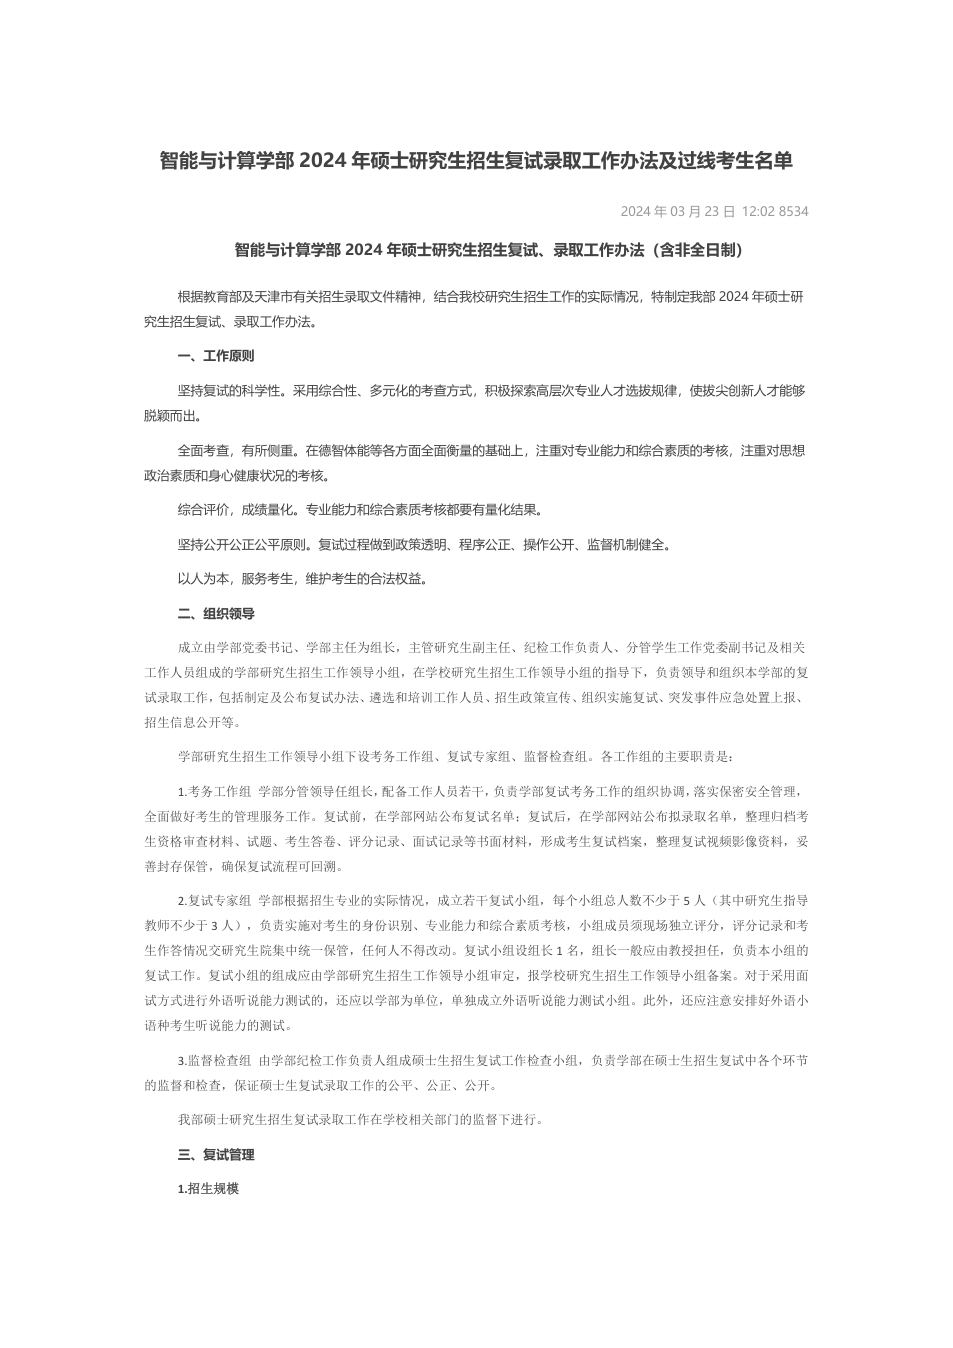 智能与计算学部 2024 年硕士研究生招生复试录取工作办法及过线考生名单
2024 年 03 月 23 日 12:02 8534
智能与计算学部 2024 年硕士研究生招生复试、录取工作办法（含非全日制）
根据教育部及天津市有关招生录取文件精神，结合我校研究生招生工作的实际情况，特制定我部 2024 年硕士研
究生招生复试、录取工作办法。
一、工作原则
坚持复试的科学性。采用综合性、多元化的考查方式，积极探索高层次专业人才选拔规律，使拔尖创新人才能够
脱颖而出。
全面考查，有所侧重。在德智体能等各方面全面衡量的基础上，注重对专业能力和综合素质的考核，注重对思想
政治素质和身心健康状况的考核。
综合评价，成绩量化。专业能力和综合素质考核都要有量化结果。
坚持公开公正公平原则。复试过程做到政策透明、程序公正、操作公开、监督机制健全。
以人为本，服务考生，维护考生的合法权益。
二、组织领导
成立由学部党委书记、学部主任为组长，主管研究生副主任、纪检工作负责人、分管学生工作党委副书记及相关
工作人员组成的学部研究生招生工作领导小组，在学校研究生招生工作领导小组的指导下，负责领导和组织本学部的复
试录取工作，包括制定及公布复试办法、遴选和培训工作人员、招生政策宣传、组织实施复试、突发事件应急处置上报、
招生信息公开等。
学部研究生招生工作领导小组下设考务工作组、复试专家组、监督检查组。各工作组的主要职责是：
1.考务工作组 学部分管领导任组长，配备工作人员若干，负责学部复试考务工作的组织协调，落实保密安全管理，
全面做好考生的管理服务工作。复试前，在学部网站公布复试名单；复试后，在学部网站公布拟录取名单，整理归档考
生资格审查材料、试题、考生答卷、评分记录、面试记录等书面材料，形成考生复试档案，整理复试视频影像资料，妥
善封存保管，确保复试流程可回溯。
2.复试专家组 学部根据招生专业的实际情况，成立若干复试小组，每个小组总人数不少于 5 人（其中研究生指导
教师不少于 3 人），负责实施对考生的身份识别、专业能力和综合素质考核，小组成员须现场独立评分，评分记录和考
生作答情况交研究生院集中统一保管，任何人不得改动。复试小组设组长 1 名，组长一般应由教授担任，负责本小组的
复试工作。复试小组的组成应由学部研究生招生工作领导小组审定，报学校研究生招生工作领导小组备案。对于采用面
试方式进行外语听说能力测试的，还应以学部为单位，单独成立外语听说能力测试小组。此外，还应注意安排好外语小
语种考生听说能力的测试。
3.监督检查组 由学部纪检工作负责人组成硕士生招生复试工作检查小组，负责学部在硕士生招生复试中各个环节
的监督和检查，保证硕士生复试录取工作的公平、公正、公开。
我部硕士研究生招生复试录取工作在学校相关部门的监督下进行。
三、复试管理
1.招生规模